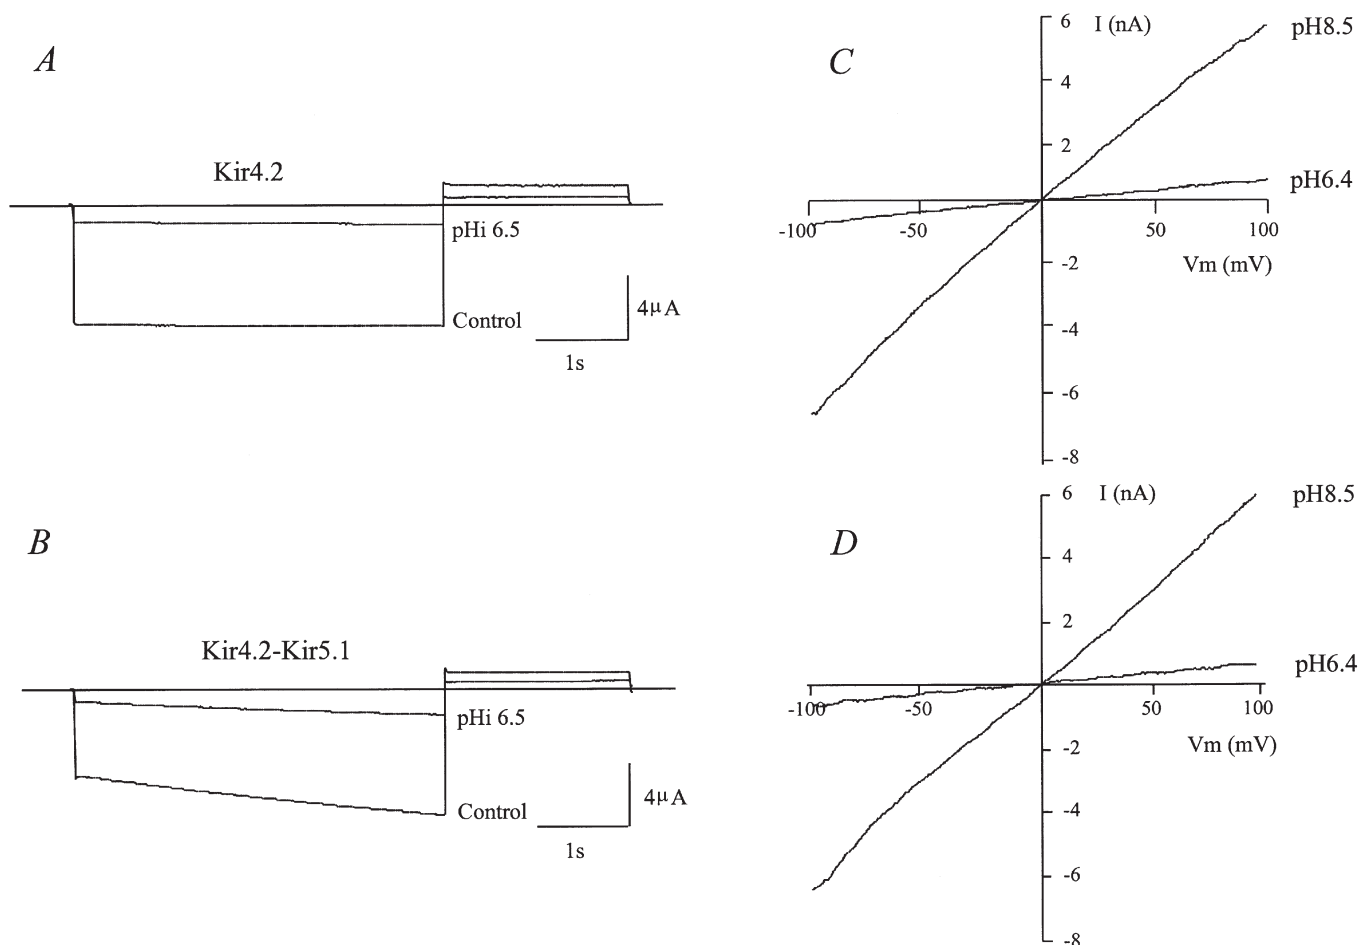 A
Kir4.2
pHi 6.5
Control
4μA
1s
B
Kir4.2-Kir5.1
pHi 6.5
Control
4μA
1s
C
6 I (nA)
pH8.5
4
2
pH6.4
-100 -50 50 100
Vm (mV)
-2
-4
-6
-8
D
6 I (nA)
pH8.5
4
2
pH6.4
-100 -50 50 100
Vm (mV)
-2
-4
-6
-8